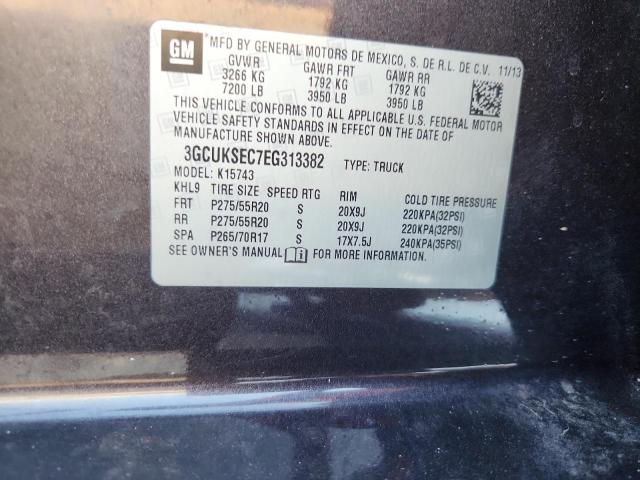 GM
MFD BY GENERAL MOTORS DE MEXICO, S. DE R.L. DE C.V. 11/13
GVWR GAWR FRT GAWR RR
3266 KG 1792 KG 1792 KG
7200 LB 3950 LB 3950 LB
THIS VEHICLE CONFORMS TO ALL APPLICABLE U.S. FEDERAL MOTOR
VEHICLE SAFETY STANDARDS IN EFFECT ON THE DATE OF
MANUFACTURE SHOWN ABOVE.
3GCUKSEC7EG313382 TYPE: TRUCK
MODEL: K15743
KHL9 TIRE SIZE SPEED RTG RIM COLD TIRE PRESSURE
FRT P275/55R20 S 20X9J 220KPA(32PSI)
RR P275/55R20 S 20X9J 220KPA(32PSI)
SPA P265/70R17 S 17X7.5J 240KPA(35PSI)
SEE OWNER'S MANUAL FOR MORE INFORMATION.